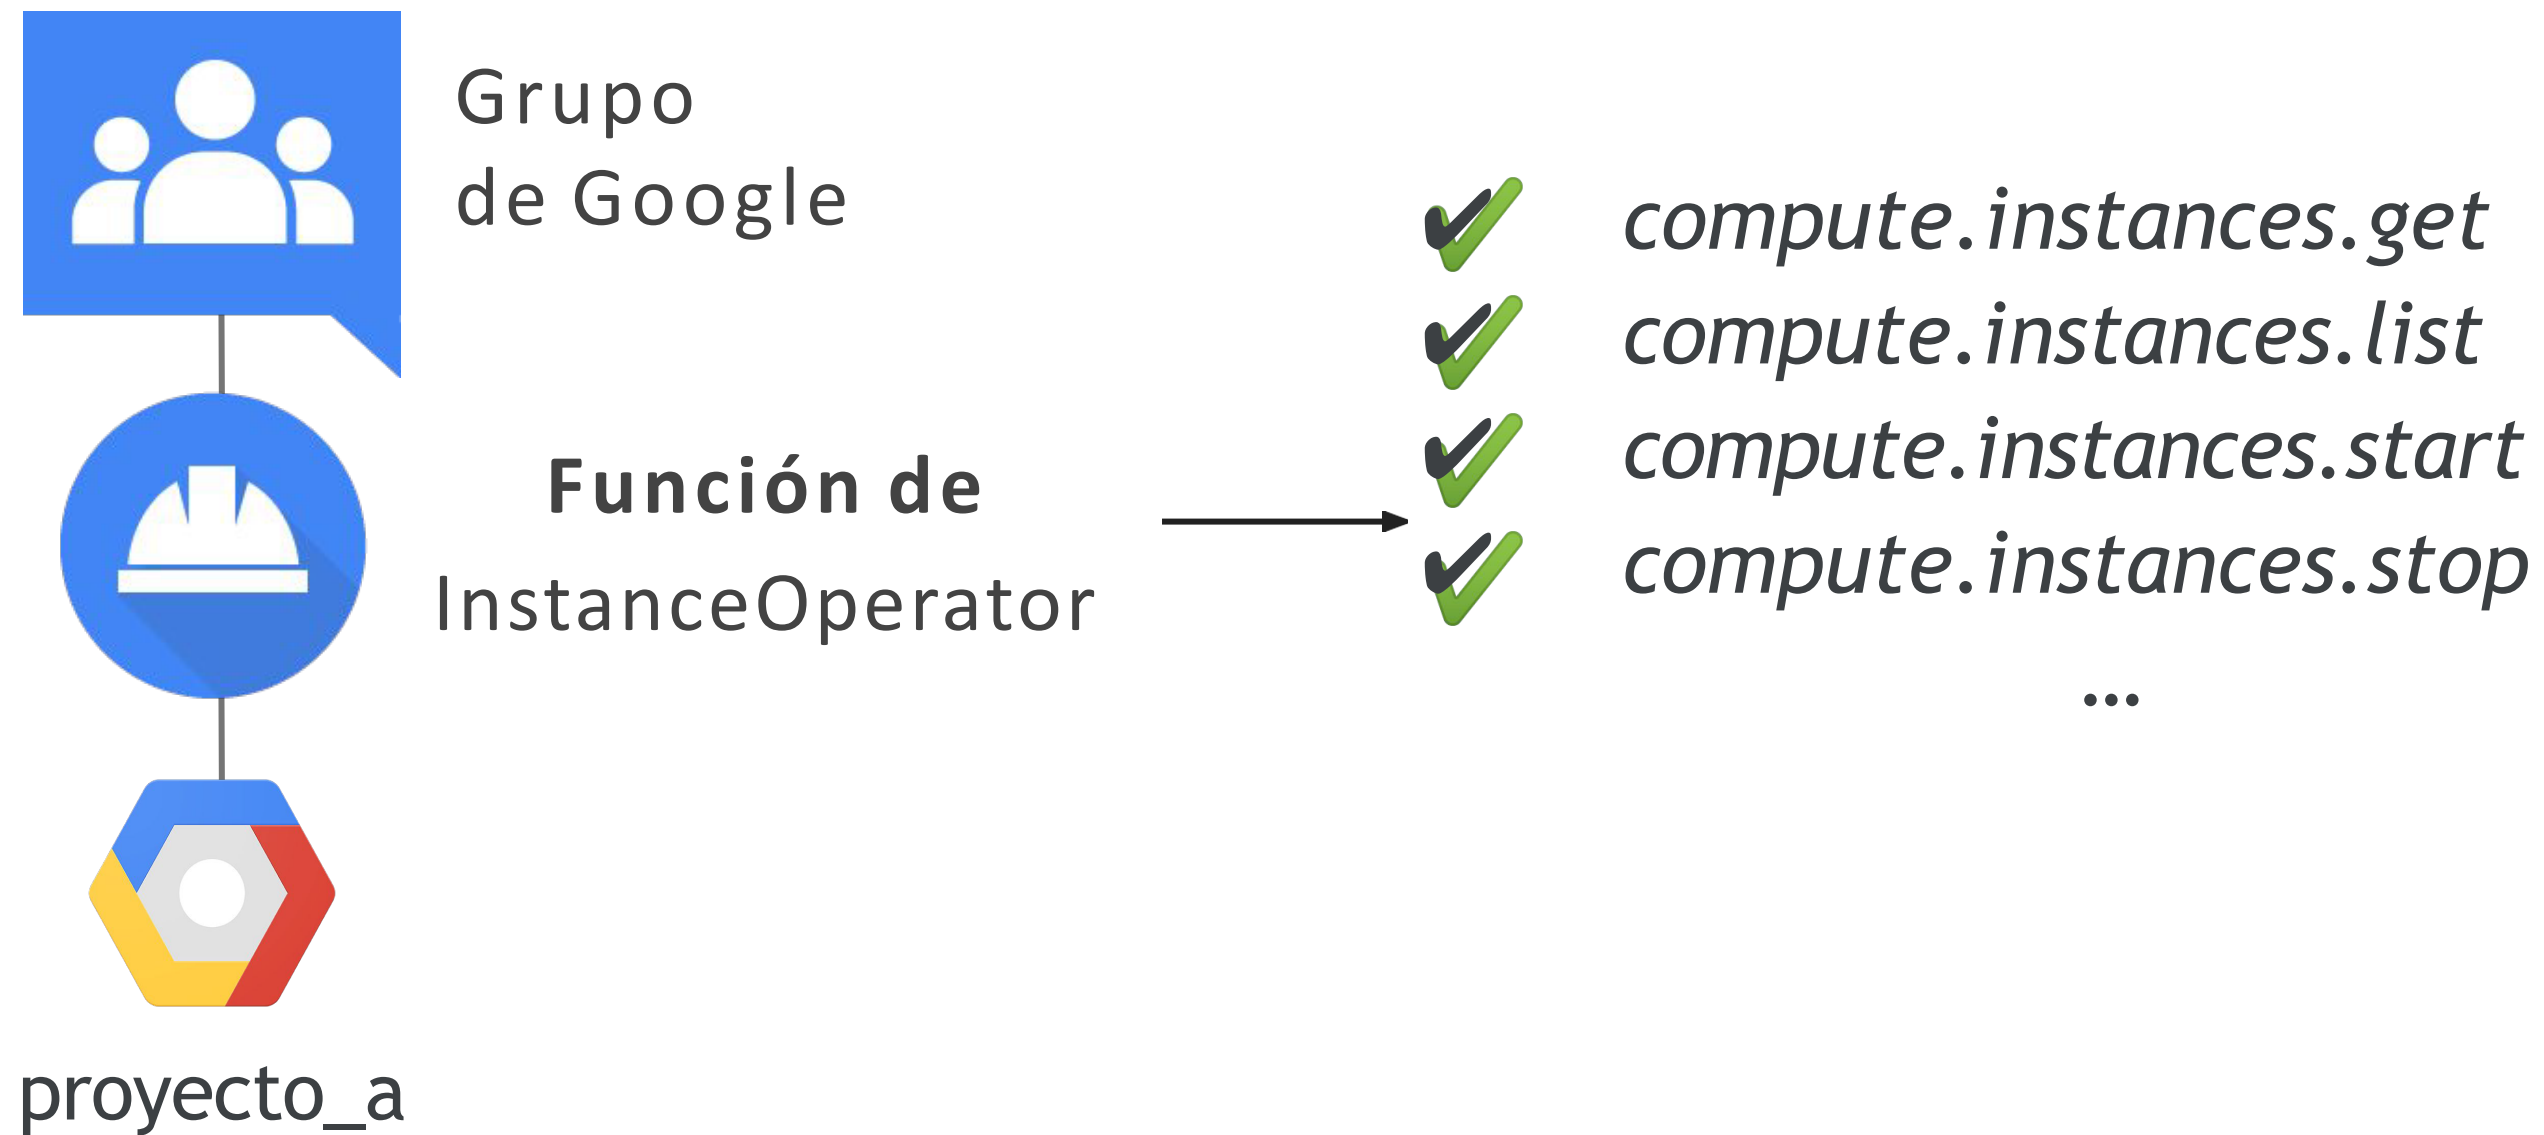 Grupo
de Google
Función de
InstanceOperator
✔ compute.instances.get
✔ compute.instances.list
✔ compute.instances.start
✔ compute.instances.stop
...
proyecto_a